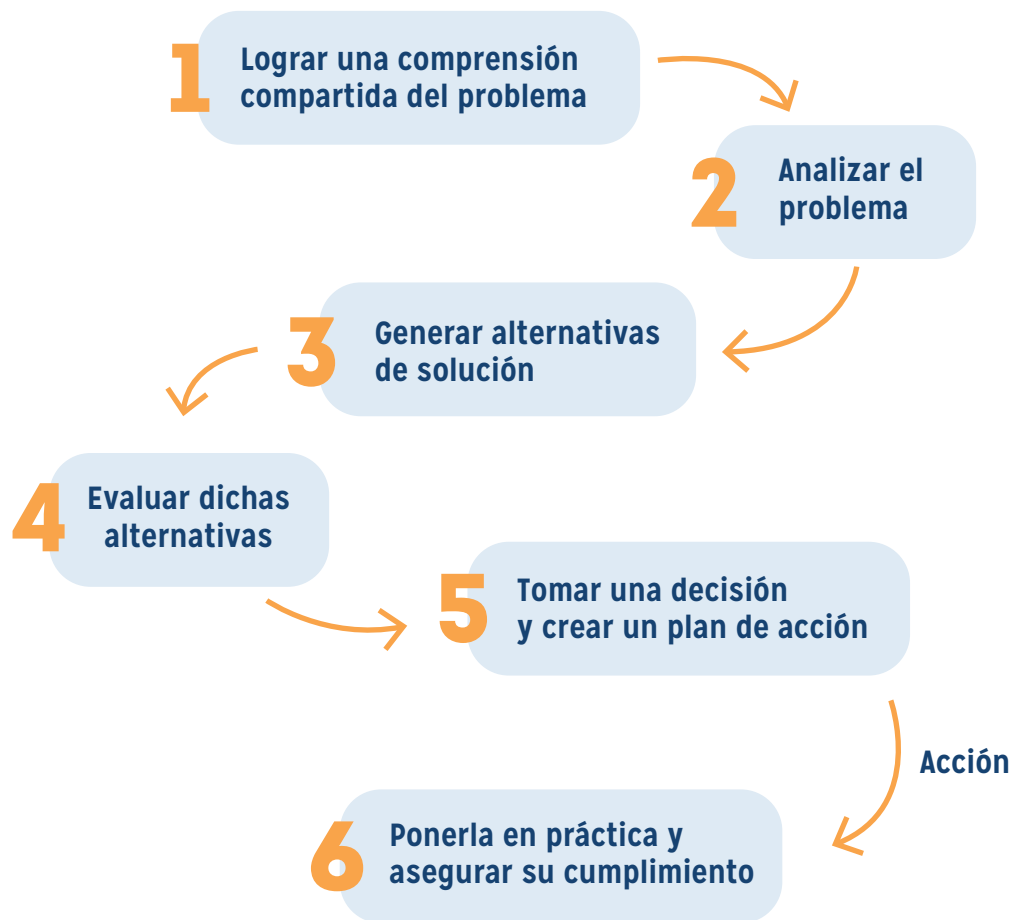 1
Lograr una comprensión
compartida del problema
2
Analizar el
problema
3
Generar alternativas
de solución
4
Evaluar dichas
alternativas
5
Tomar una decisión
y crear un plan de acción
Acción
6
Ponerla en práctica y
asegurar su cumplimiento